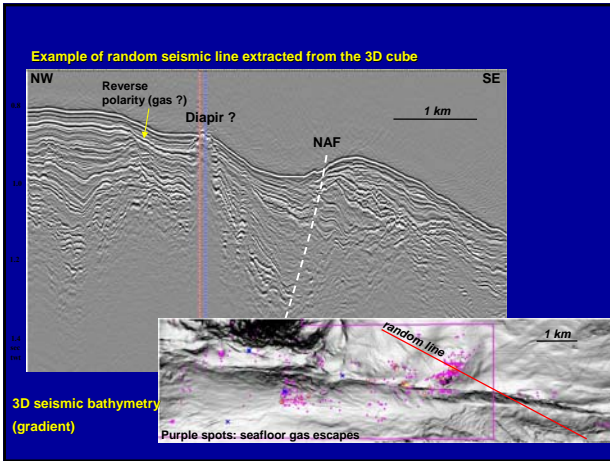 Example of random seismic line extracted from the 3D cube
NW
SE
Reverse
polarity (gas ?)
Diapir ?
1 km
NAF
random line
1 km
3D seismic bathymetry
(gradient)
Purple spots: seafloor gas escapes